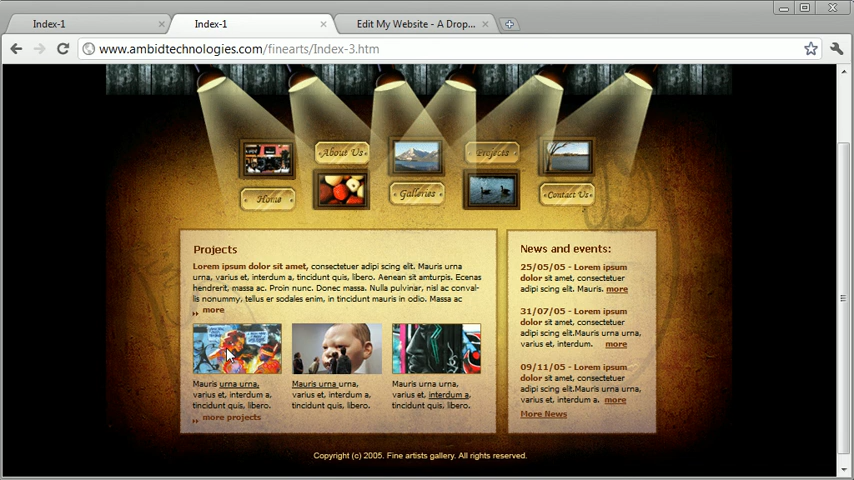 Index-1
Index-1
Edit My Website - A Drop...
www.ambidtechnologies.com/finearts/Index-3.htm
About Us
Projects
Home
Galleries
Contact Us
Projects
Lorem ipsum dolor sit amet, consectetuer adipi scing elit. Mauris urna
urna, varius et, interdum a, tincidunt quis, libero. Aenean sit amturpis. Ecenas
hendrerit, massa ac. Proin nunc. Donec massa. Nulla pulvinar, nisl ac conval-
lis nonummy, tellus er sodales enim, in tincidunt mauris in odio. Massa ac
more
Mauris urna urna,
varius et, interdum a,
tincidunt quis, libero.
more projects
Mauris urna urna,
varius et, interdum a,
tincidunt quis, libero.
Mauris urna urna,
varius et, interdum a,
tincidunt quis, libero.
News and events:
25/05/05 - Lorem ipsum
dolor sit amet, consectetuer
adipi scing elit. Mauris. more
31/07/05 - Lorem ipsum
dolor sit amet, consectetuer
adipi scing elit.Mauris urna urna,
varius et, interdum. more
09/11/05 - Lorem ipsum
dolor sit amet, consectetuer
adipi scing elit.Mauris urna urna,
varius et, interdum a. more
More News
Copyright (c) 2005. Fine artists gallery. All rights reserved.